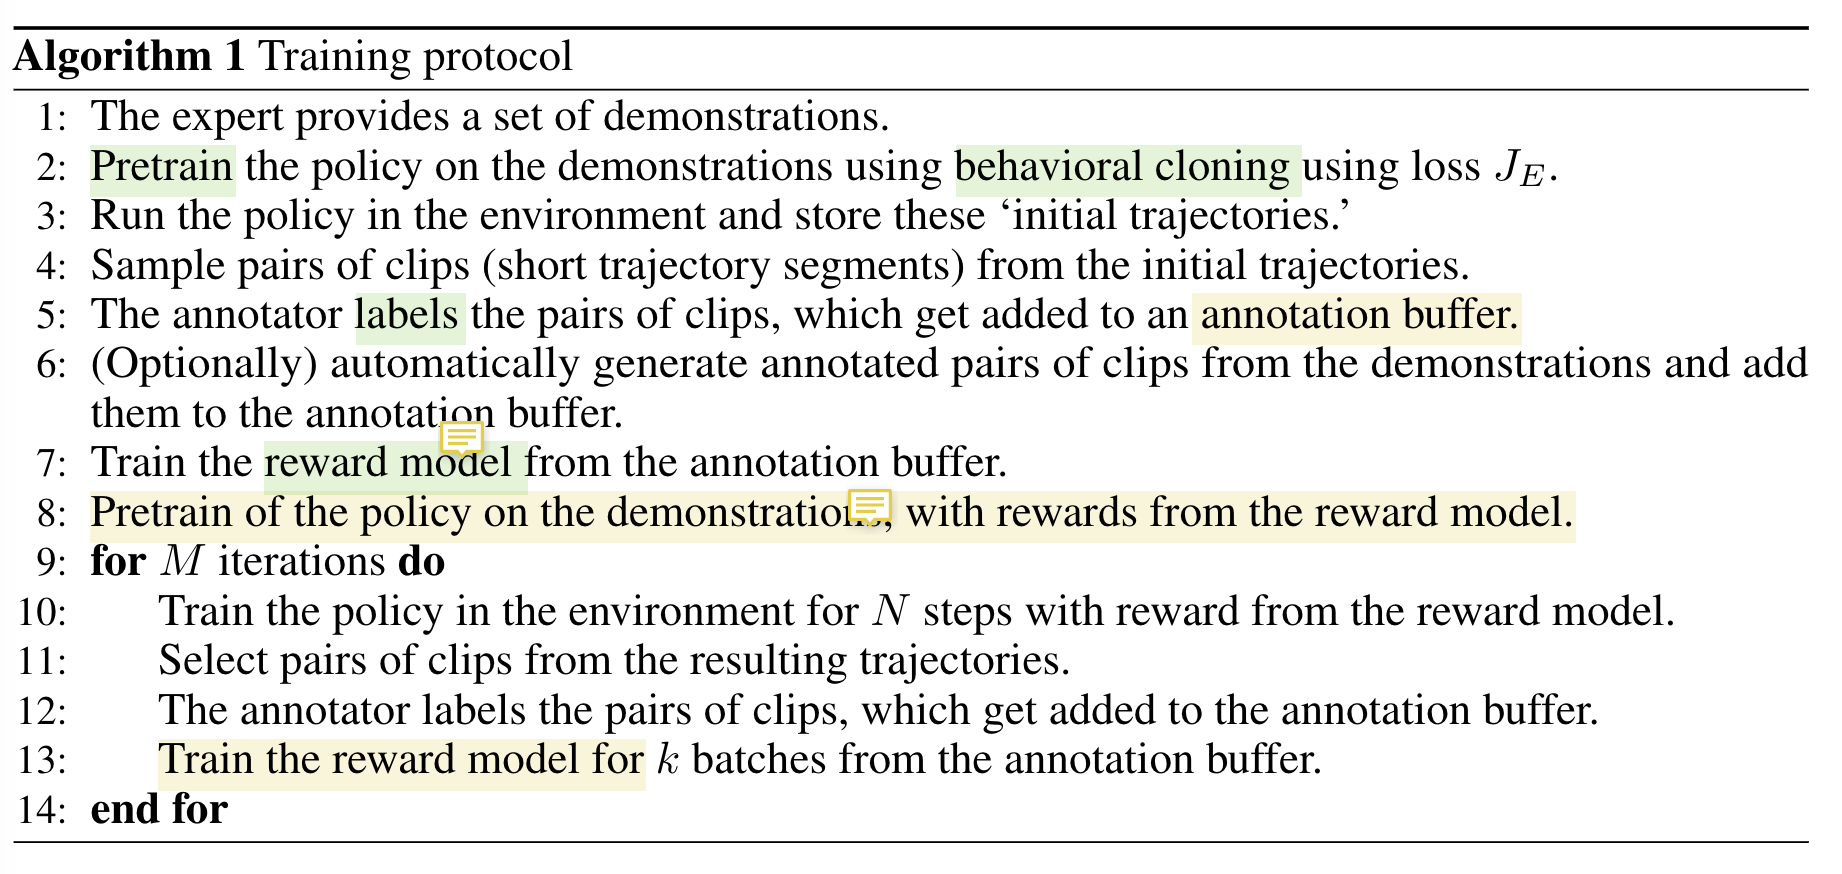 Algorithm 1 Training protocol
1: The expert provides a set of demonstrations.
2: Pretrain the policy on the demonstrations using behavioral cloning using loss J_E.
3: Run the policy in the environment and store these ‘initial trajectories.’
4: Sample pairs of clips (short trajectory segments) from the initial trajectories.
5: The annotator labels the pairs of clips, which get added to an annotation buffer.
6: (Optionally) automatically generate annotated pairs of clips from the demonstrations and add
them to the annotation buffer.
7: Train the reward model from the annotation buffer.
8: Pretrain of the policy on the demonstrations, with rewards from the reward model.
9: for M iterations do
10: Train the policy in the environment for N steps with reward from the reward model.
11: Select pairs of clips from the resulting trajectories.
12: The annotator labels the pairs of clips, which get added to the annotation buffer.
13: Train the reward model for k batches from the annotation buffer.
14: end for